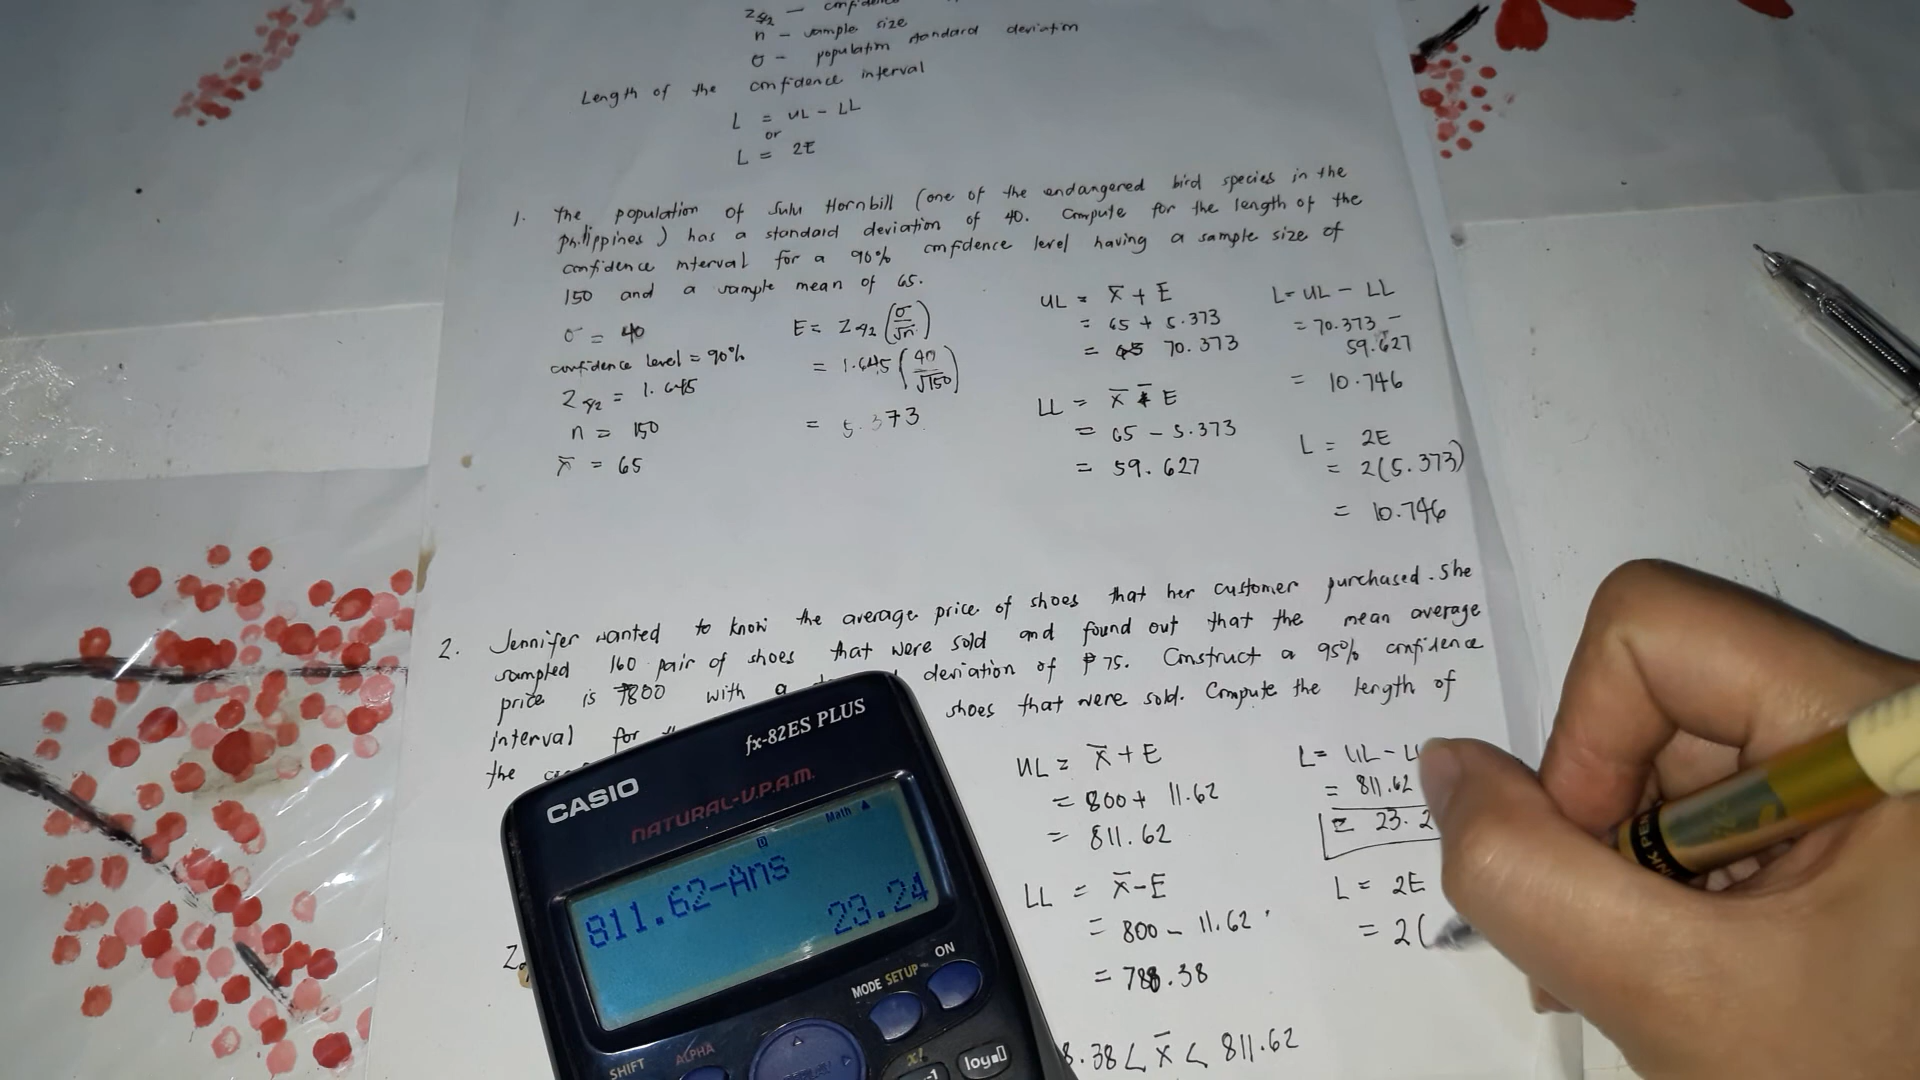 n - sample size
σ - population standard deviation
Length of the confidence interval
L = UL - LL
or
L = 2E
1. The population of Sulu Hornbill (one of the endangered bird species in the
Philippines) has a standard deviation of 40. Compute for the length of the
confidence interval for a 90% confidence level having a sample size of
150 and a sample mean of 65.
σ = 40
confidence level = 90%
Zα/2 = 1.645
n = 150
x̄ = 65
E = Zα/2 (σ/√n)
= 1.645 (40/√150)
= 5.373
UL = x̄ + E
= 65 + 5.373
= 70.373
LL = x̄ - E
= 65 - 5.373
= 59.627
L = UL - LL
= 70.373 -
59.627
= 10.746
L = 2E
= 2(5.373)
= 10.746
2. Jennifer wanted to know the average price of shoes that her customer purchased. She
sampled 160 pair of shoes that were sold and found out that the mean average
price is ₱800 with a deviation of ₱75. Construct a 95% confidence
interval for shoes that were sold. Compute the length of
the
UL = x̄ + E
= 800 + 11.62
= 811.62
LL = x̄ - E
= 800 - 11.62
= 788.38
8.38 < x̄ < 811.62
L = UL - L
= 811.62
= 23.2
L = 2E
= 2(
CASIO
fx-82ES PLUS
NATURAL-V.P.A.M.
Math
811.62-Ans
23.24
SHIFT
ALPHA
MODE SETUP
ON
x!
log